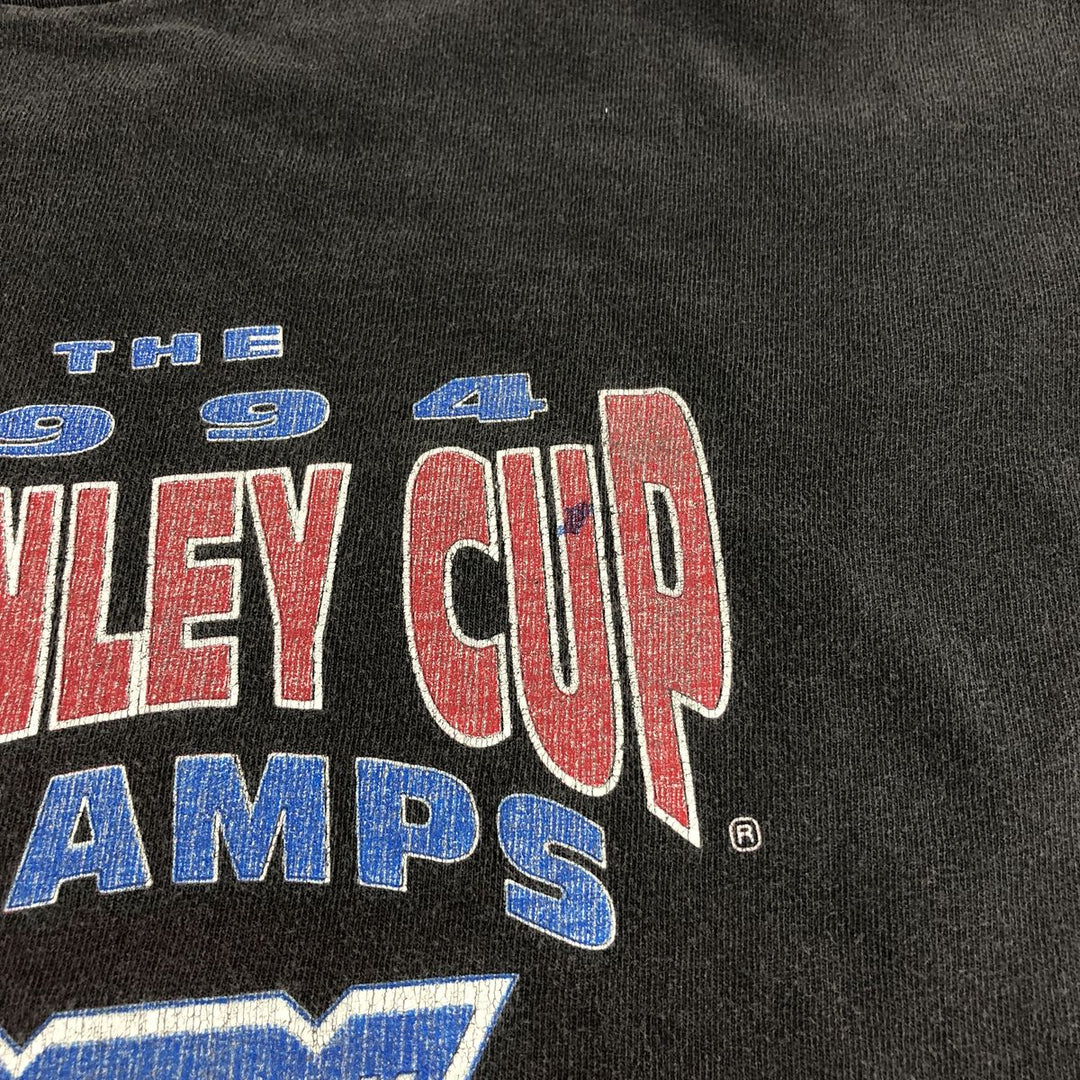 THE
994
NLEY CUP
AMPS ®